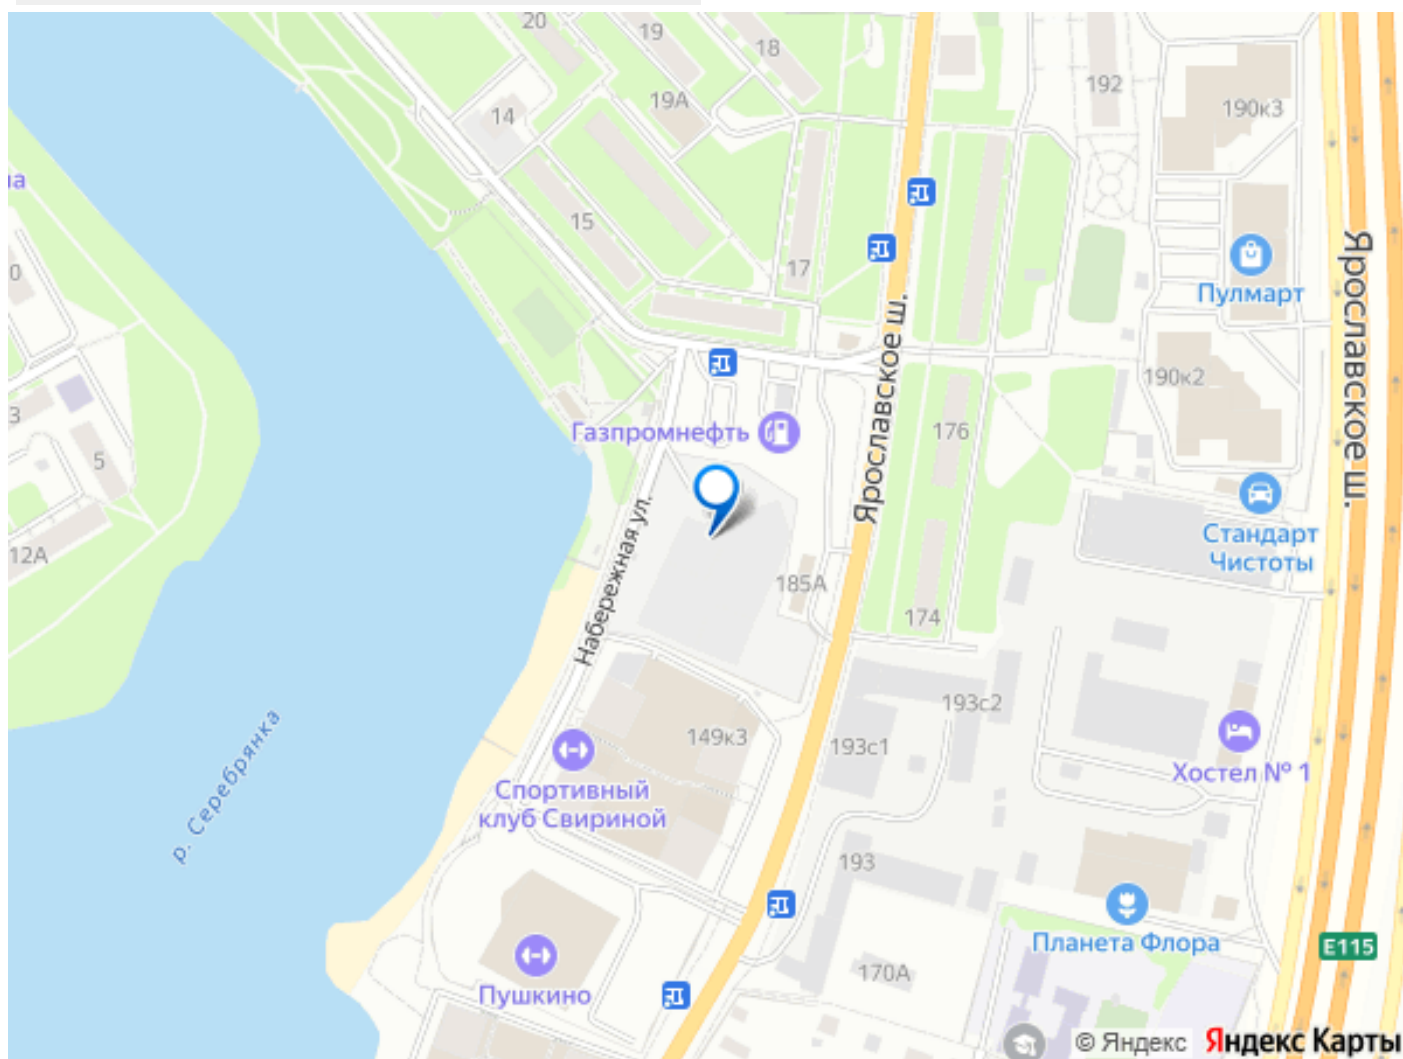 20
19
18
192
190к3
14
19А
15
17
Пулмарт
Ярославское ш.
Ярославское ш.
0
190к2
3
176
Газпромнефть
5
12А
Стандарт
Чистоты
Набережная ул.
185А
174
193с2
193с1
149к3
Хостел № 1
р. Серебрянка
Спортивный
клуб Свириной
193
Планета Флора
E115
170А
Пушкино
© Яндекс
Яндекс Карты